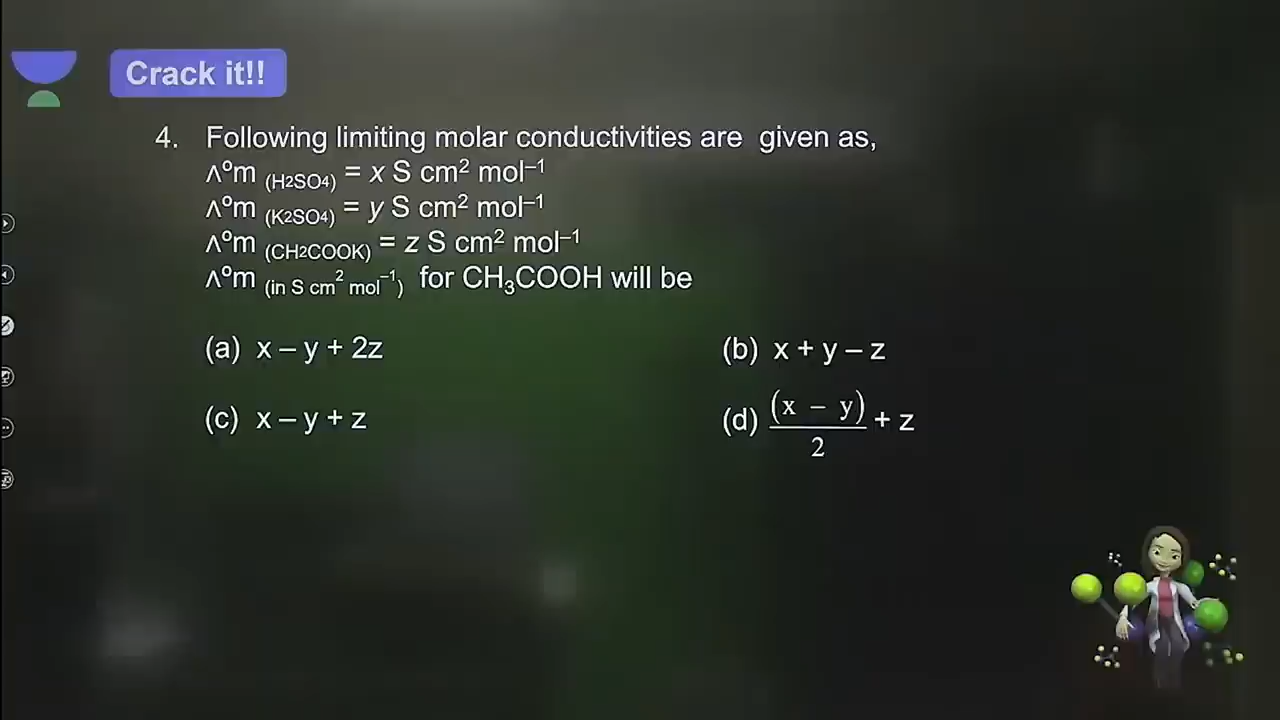 Crack it!!
4. Following limiting molar conductivities are given as,
ʌ°m (H2SO4) = x S cm² mol⁻¹
ʌ°m (K2SO4) = y S cm² mol⁻¹
ʌ°m (CH2COOK) = z S cm² mol⁻¹
ʌ°m (in S cm² mol⁻¹) for CH₃COOH will be
(a) x – y + 2z (b) x + y – z
(c) x – y + z (d) (x – y)/2 + z